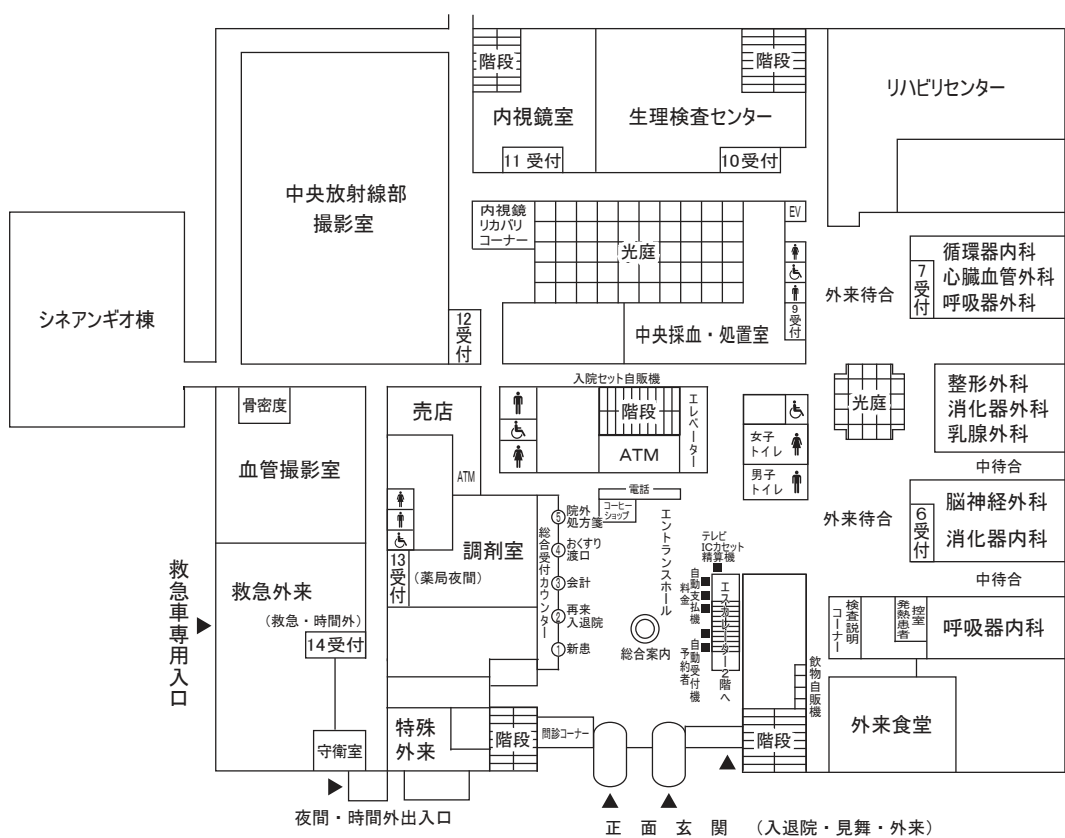 階段
階段
内視鏡室
生理検査センター
リハビリセンター
11 受付
10受付
中央放射線部
撮影室
内視鏡
リカバリ
コーナー
光庭
EV
9受付
12受付
中央採血・処置室
外来待合
7受付
循環器内科
心臓血管外科
呼吸器外科
シネアンギオ棟
骨密度
血管撮影室
売店
ATM
入院セット自販機
階段
ATM
エレベーター
女子
トイレ
男子
トイレ
光庭
整形外科
消化器外科
乳腺外科
中待合
外来待合
6受付
脳神経外科
消化器内科
中待合
電話
コーヒー
ショップ
エントランスホール
調剤室
13受付
(薬局夜間)
総合受付カウンター
⑤院外
処方箋
④おくすり
渡口
③会計
②再来
入退院
①新患
総合案内
テレビ
ICカセット
精算機
自動支払機
料金
自動受付機
予約者
エスカレーター2階へ
救急車専用入口
救急外来
(救急・時間外)
14受付
守衛室
特殊
外来
階段
問診コーナー
階段
飲物自販機
検査説明
コーナー
発熱患者
控室
呼吸器内科
外来食堂
夜間・時間外出入口
正面玄関 (入退院・見舞・外来)